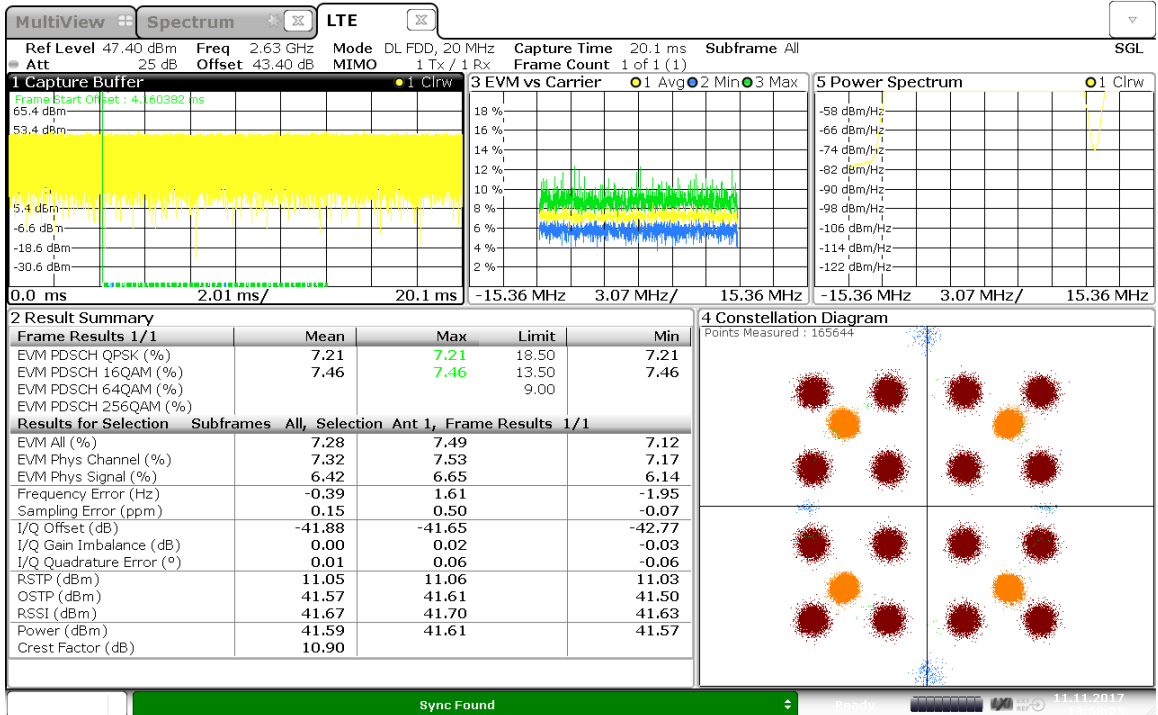 MultiView Spectrum LTE
Ref Level 47.40 dBm Freq 2.63 GHz Mode DL FDD, 20 MHz Capture Time 20.1 ms Subframe All SGL
Att 25 dB Offset 43.40 dB MIMO 1 Tx / 1 Rx Frame Count 1 of 1 (1)
1 Capture Buffer 1 Clrw
Frame Start Offset : 4.160382 ms
65.4 dBm
53.4 dBm
5.4 dBm
-6.6 dBm
-18.6 dBm
-30.6 dBm
0.0 ms 2.01 ms/ 20.1 ms
3 EVM vs Carrier 1 Avg 2 Min 3 Max
18 %
16 %
14 %
12 %
10 %
8 %
6 %
4 %
2 %
-15.36 MHz 3.07 MHz/ 15.36 MHz
5 Power Spectrum 1 Clrw
-58 dBm/Hz
-66 dBm/Hz
-74 dBm/Hz
-82 dBm/Hz
-90 dBm/Hz
-98 dBm/Hz
-106 dBm/Hz
-114 dBm/Hz
-122 dBm/Hz
-15.36 MHz 3.07 MHz/ 15.36 MHz
2 Result Summary
Frame Results 1/1 Mean Max Limit Min
EVM PDSCH QPSK (%) 7.21 7.21 18.50 7.21
EVM PDSCH 16QAM (%) 7.46 7.46 13.50 7.46
EVM PDSCH 64QAM (%) 9.00
EVM PDSCH 256QAM (%)
Results for Selection Subframes All, Selection Ant 1, Frame Results 1/1
EVM All (%) 7.28 7.49 7.12
EVM Phys Channel (%) 7.32 7.53 7.17
EVM Phys Signal (%) 6.42 6.65 6.14
Frequency Error (Hz) -0.39 1.61 -1.95
Sampling Error (ppm) 0.15 0.50 -0.07
I/Q Offset (dB) -41.88 -41.65 -42.77
I/Q Gain Imbalance (dB) 0.00 0.02 -0.03
I/Q Quadrature Error (º) 0.01 0.06 -0.06
RSTP (dBm) 11.05 11.06 11.03
OSTP (dBm) 41.57 41.61 41.50
RSSI (dBm) 41.67 41.70 41.63
Power (dBm) 41.59 41.61 41.57
Crest Factor (dB) 10.90
4 Constellation Diagram
Points Measured : 165644
Sync Found
Ready
LXI
EXT
REF
11.11.2017